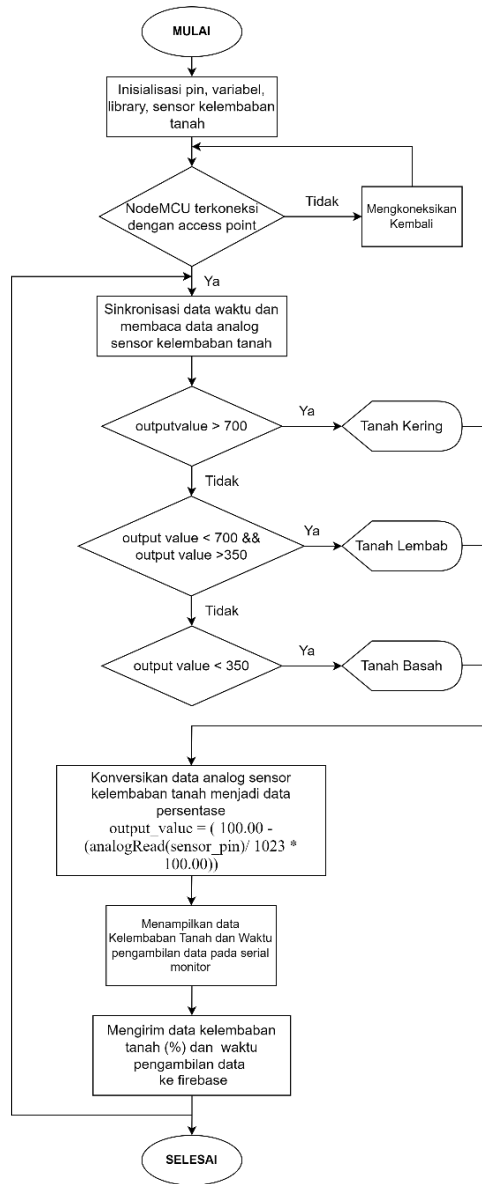 MULAI
Inisialisasi pin, variabel,
library, sensor kelembaban
tanah
NodeMCU terkoneksi
dengan access point
Tidak
Mengkoneksikan
Kembali
Ya
Sinkronisasi data waktu dan
membaca data analog
sensor kelembaban tanah
outputvalue > 700
Ya
Tanah Kering
Tidak
output value < 700 &&
output value >350
Ya
Tanah Lembab
Tidak
output value < 350
Ya
Tanah Basah
Konversikan data analog sensor
kelembaban tanah menjadi data
persentase
output_value = ( 100.00 -
(analogRead(sensor_pin)/ 1023 *
100.00))
Menampilkan data
Kelembaban Tanah dan Waktu
pengambilan data pada serial
monitor
Mengirim data kelembaban
tanah (%) dan waktu
pengambilan data
ke firebase
SELESAI